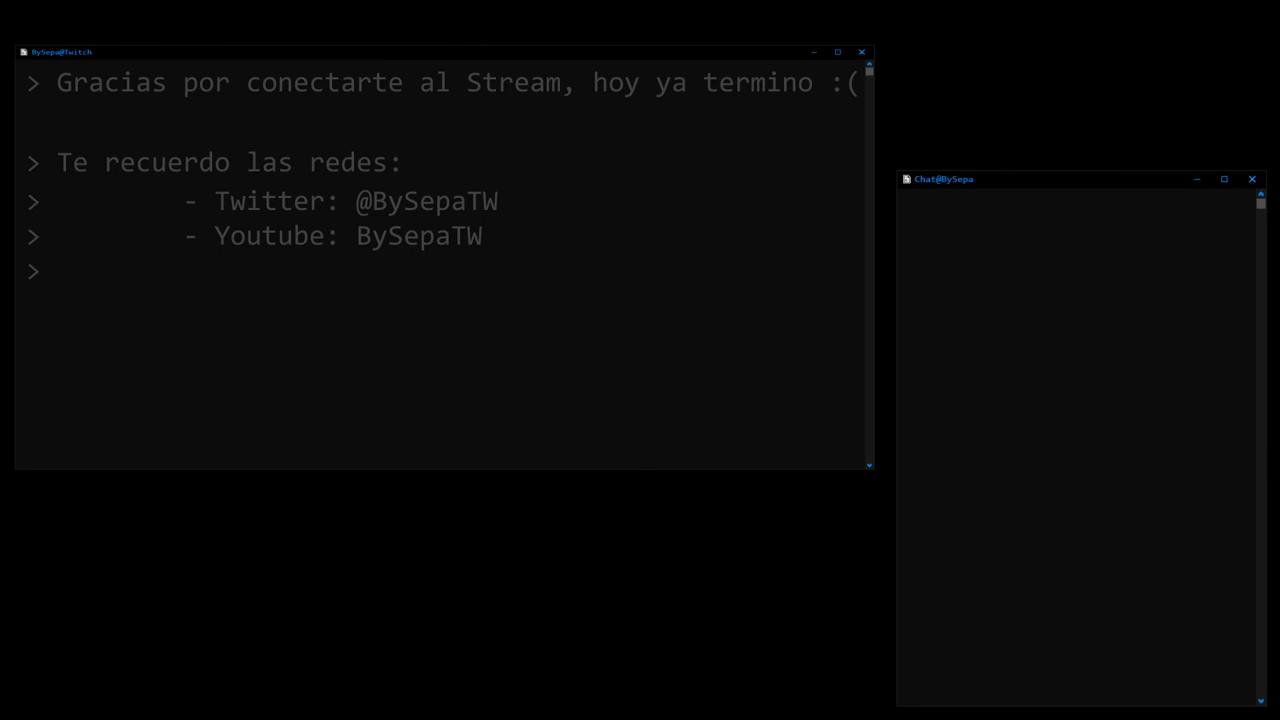 BySepa@Twitch
> Gracias por conectarte al Stream, hoy ya termino :(
> Te recuerdo las redes:
> - Twitter: @BySepaTW
> - Youtube: BySepaTW
>
Chat@BySepa